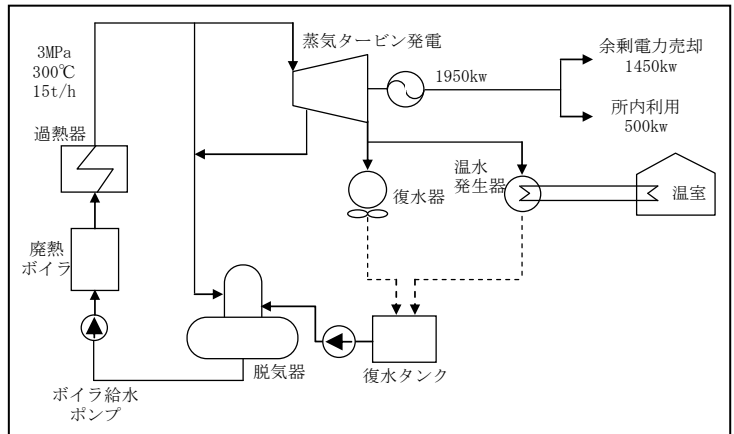 蒸気タービン発電
余剰電力売却
1450kw
3MPa
300℃
15t/h
1950kw
所内利用
500kw
過熱器
復水器
温水
発生器
温室
廃熱
ボイラ
脱気器
復水タンク
ボイラ給水
ポンプ